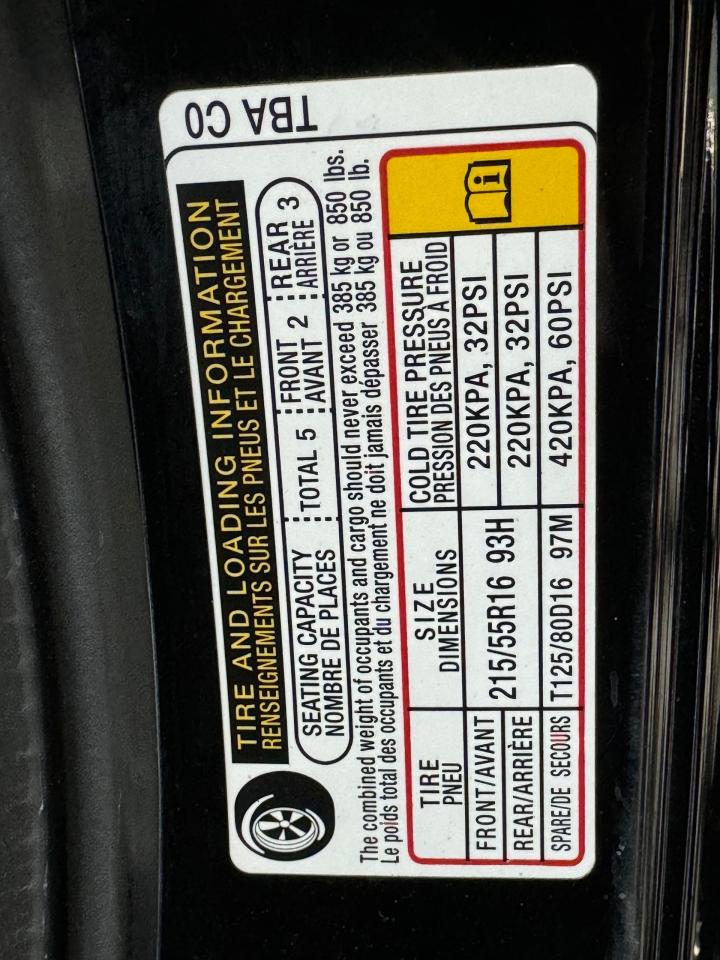 TBA C0
TIRE AND LOADING INFORMATION
RENSEIGNEMENTS SUR LES PNEUS ET LE CHARGEMENT
SEATING CAPACITY TOTAL 5 FRONT 2 REAR 3
NOMBRE DE PLACES AVANT ARRIÈRE
The combined weight of occupants and cargo should never exceed 385 kg or 850 lbs.
Le poids total des occupants et du chargement ne doit jamais dépasser 385 kg ou 850 lb.
TIRE SIZE COLD TIRE PRESSURE
PNEU DIMENSIONS PRESSION DES PNEUS À FROID
FRONT/AVANT 215/55R16 93H 220KPA, 32PSI
REAR/ARRIÈRE 220KPA, 32PSI
SPARE/DE SECOURS T125/80D16 97M 420KPA, 60PSI